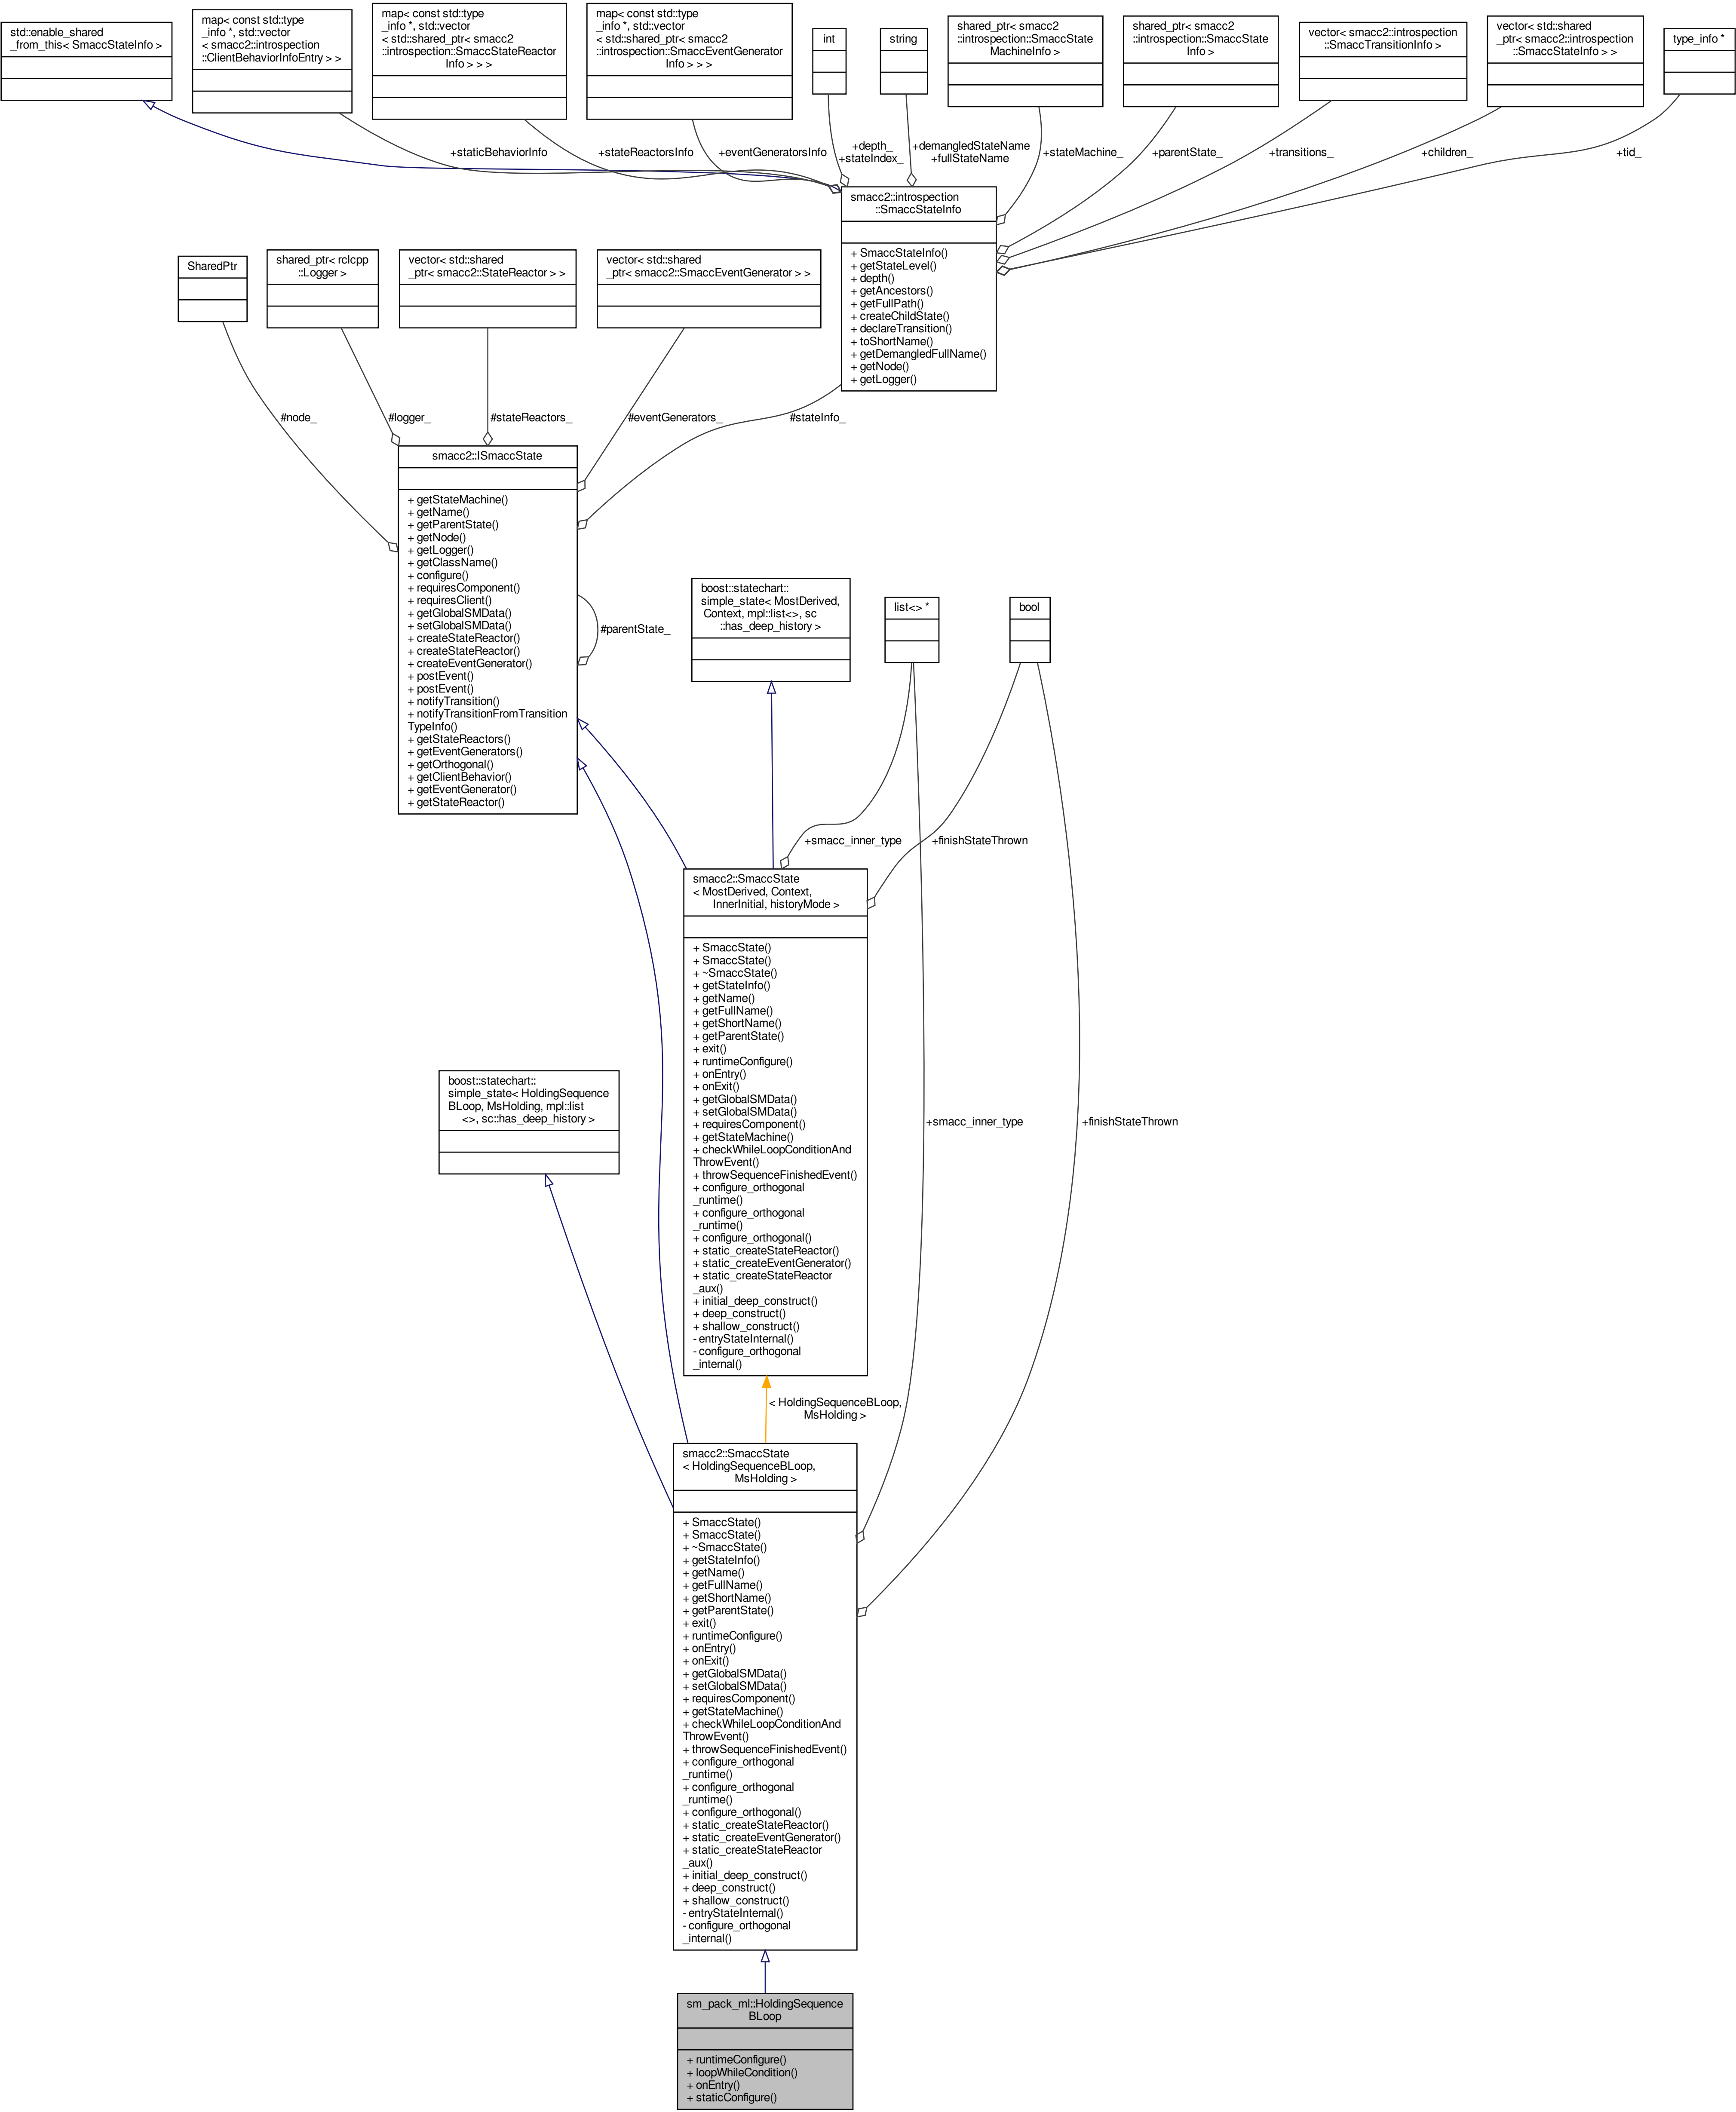 std::enable_shared
_from_this< SmaccStateInfo >
map< const std::type
_info *, std::vector
< smacc2::introspection
::ClientBehaviorInfoEntry > >
map< const std::type
_info *, std::vector
< std::shared_ptr< smacc2
::introspection::SmaccStateReactor
Info > > >
map< const std::type
_info *, std::vector
< std::shared_ptr< smacc2
::introspection::SmaccEventGenerator
Info > > >
int
string
shared_ptr< smacc2
::introspection::SmaccState
MachineInfo >
shared_ptr< smacc2
::introspection::SmaccState
Info >
vector< smacc2::introspection
::SmaccTransitionInfo >
vector< std::shared
_ptr< smacc2::introspection
::SmaccStateInfo > >
type_info *
+staticBehaviorInfo
+stateReactorsInfo
+eventGeneratorsInfo
+depth_
+stateIndex_
+demangledStateName
+fullStateName
+stateMachine_
+parentState_
+transitions_
+children_
+tid_
smacc2::introspection
::SmaccStateInfo
+ SmaccStateInfo()
+ getStateLevel()
+ depth()
+ getAncestors()
+ getFullPath()
+ createChildState()
+ declareTransition()
+ toShortName()
+ getDemangledFullName()
+ getNode()
+ getLogger()
SharedPtr
shared_ptr< rclcpp
::Logger >
vector< std::shared
_ptr< smacc2::StateReactor > >
vector< std::shared
_ptr< smacc2::SmaccEventGenerator > >
#node_
#logger_
#stateReactors_
#eventGenerators_
#stateInfo_
smacc2::ISmaccState
+ getStateMachine()
+ getName()
+ getParentState()
+ getNode()
+ getLogger()
+ getClassName()
+ configure()
+ requiresComponent()
+ requiresClient()
+ getGlobalSMData()
+ setGlobalSMData()
+ createStateReactor()
+ createStateReactor()
+ createEventGenerator()
+ postEvent()
+ postEvent()
+ notifyTransition()
+ notifyTransitionFromTransition
TypeInfo()
+ getStateReactors()
+ getEventGenerators()
+ getOrthogonal()
+ getClientBehavior()
+ getEventGenerator()
+ getStateReactor()
#parentState_
boost::statechart::
simple_state< MostDerived,
Context, mpl::list<>, sc
::has_deep_history >
list<> *
bool
+smacc_inner_type
+finishStateThrown
smacc2::SmaccState
< MostDerived, Context,
InnerInitial, historyMode >
+ SmaccState()
+ SmaccState()
+ ~SmaccState()
+ getStateInfo()
+ getName()
+ getFullName()
+ getShortName()
+ getParentState()
+ exit()
+ runtimeConfigure()
+ onEntry()
+ onExit()
+ getGlobalSMData()
+ setGlobalSMData()
+ requiresComponent()
+ getStateMachine()
+ checkWhileLoopConditionAnd
ThrowEvent()
+ throwSequenceFinishedEvent()
+ configure_orthogonal
_runtime()
+ configure_orthogonal
_runtime()
+ configure_orthogonal()
+ static_createStateReactor()
+ static_createEventGenerator()
+ static_createStateReactor
_aux()
+ initial_deep_construct()
+ deep_construct()
+ shallow_construct()
- entryStateInternal()
- configure_orthogonal
_internal()
boost::statechart::
simple_state< HoldingSequence
BLoop, MsHolding, mpl::list
<>, sc::has_deep_history >
+smacc_inner_type
+finishStateThrown
< HoldingSequenceBLoop,
MsHolding >
smacc2::SmaccState
< HoldingSequenceBLoop,
MsHolding >
+ SmaccState()
+ SmaccState()
+ ~SmaccState()
+ getStateInfo()
+ getName()
+ getFullName()
+ getShortName()
+ getParentState()
+ exit()
+ runtimeConfigure()
+ onEntry()
+ onExit()
+ getGlobalSMData()
+ setGlobalSMData()
+ requiresComponent()
+ getStateMachine()
+ checkWhileLoopConditionAnd
ThrowEvent()
+ throwSequenceFinishedEvent()
+ configure_orthogonal
_runtime()
+ configure_orthogonal
_runtime()
+ configure_orthogonal()
+ static_createStateReactor()
+ static_createEventGenerator()
+ static_createStateReactor
_aux()
+ initial_deep_construct()
+ deep_construct()
+ shallow_construct()
- entryStateInternal()
- configure_orthogonal
_internal()
sm_pack_ml::HoldingSequence
BLoop
+ runtimeConfigure()
+ loopWhileCondition()
+ onEntry()
+ staticConfigure()